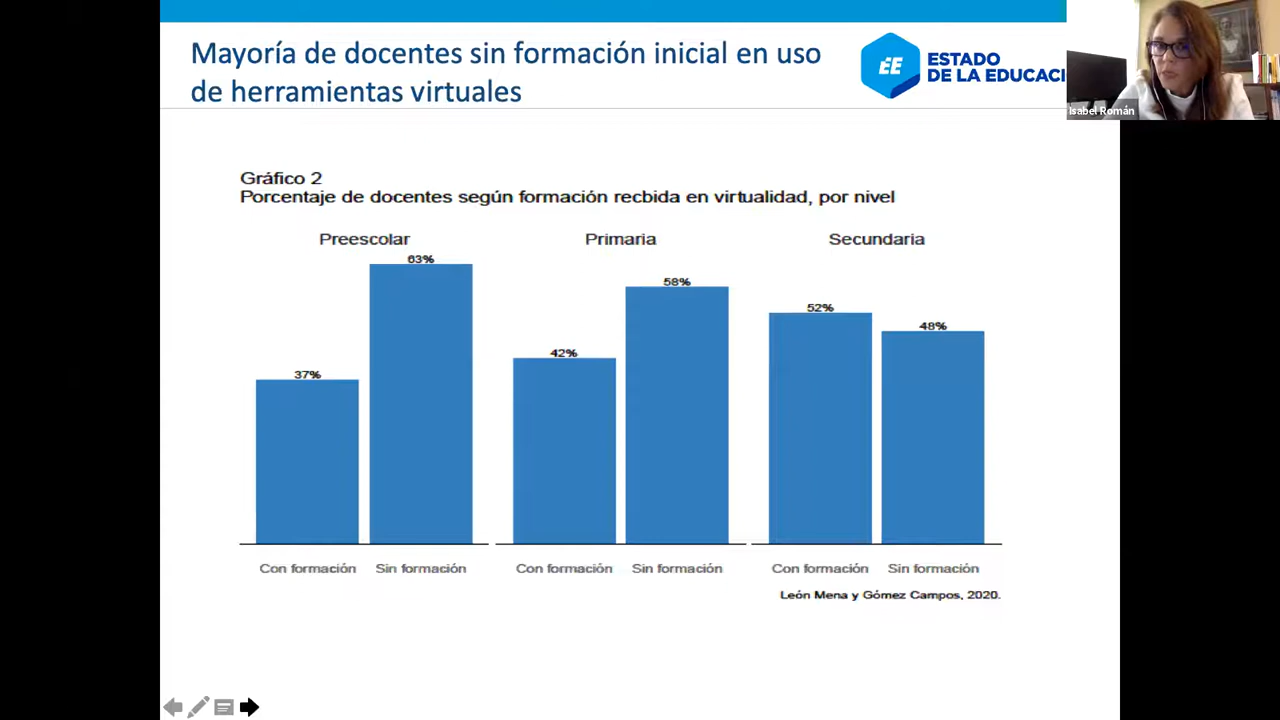 Mayoría de docentes sin formación inicial en uso
de herramientas virtuales
ÉE
ESTADO
DE LA EDUCACI
Isabel Román
Gráfico 2
Porcentaje de docentes según formación recbida en virtualidad, por nivel
Preescolar
Primaria
Secundaria
37%
63%
42%
58%
52%
48%
Con formación
Sin formación
Con formación
Sin formación
Con formación
Sin formación
León Mena y Gómez Campos, 2020.